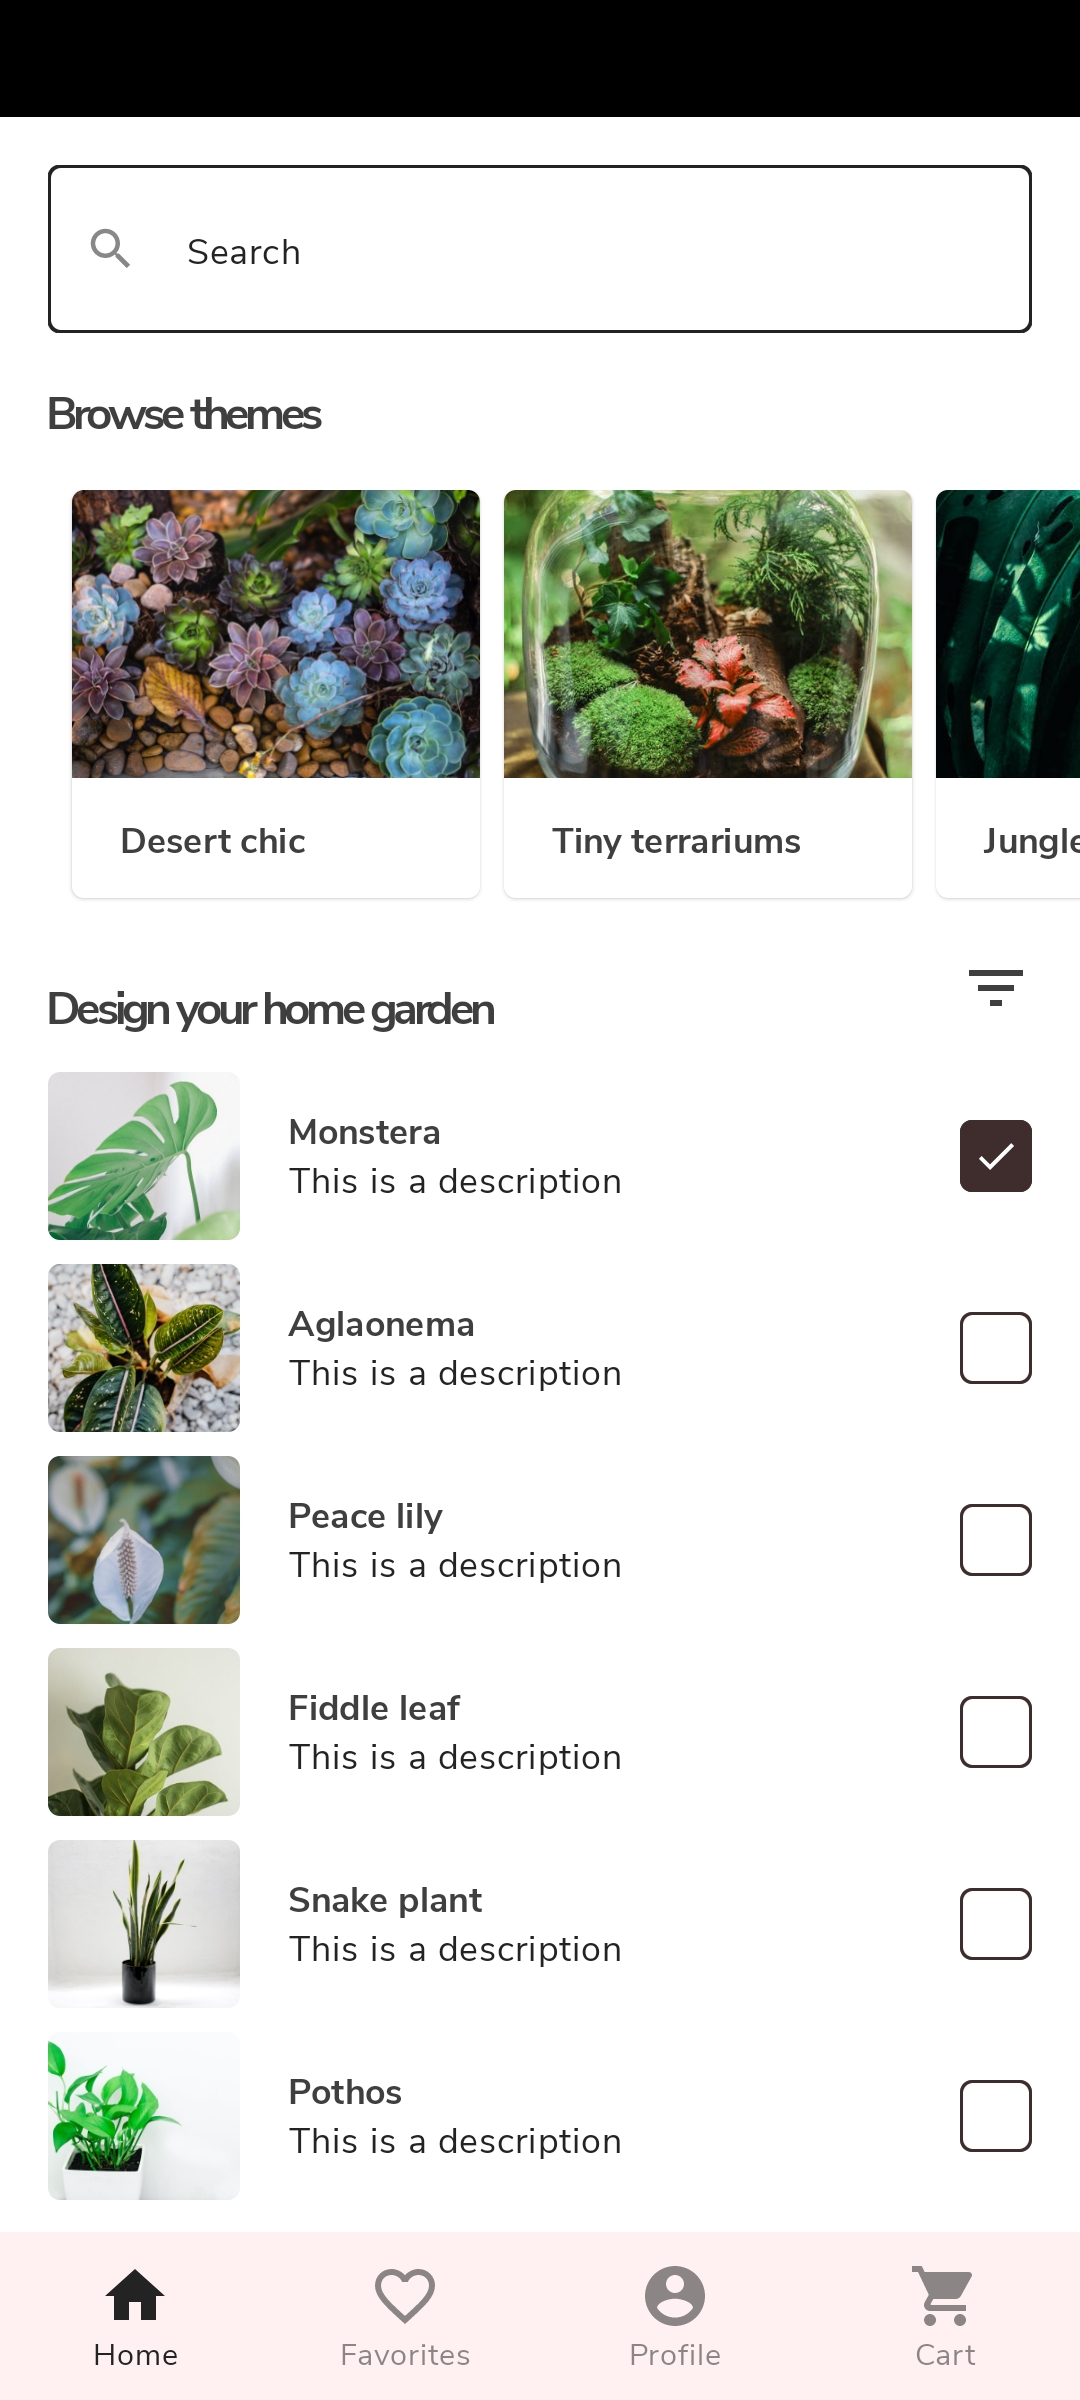 Search
Browse themes
Desert chic
Tiny terrariums
Jungle
Design your home garden
Monstera
This is a description
Aglaonema
This is a description
Peace lily
This is a description
Fiddle leaf
This is a description
Snake plant
This is a description
Pothos
This is a description
Home
Favorites
Profile
Cart